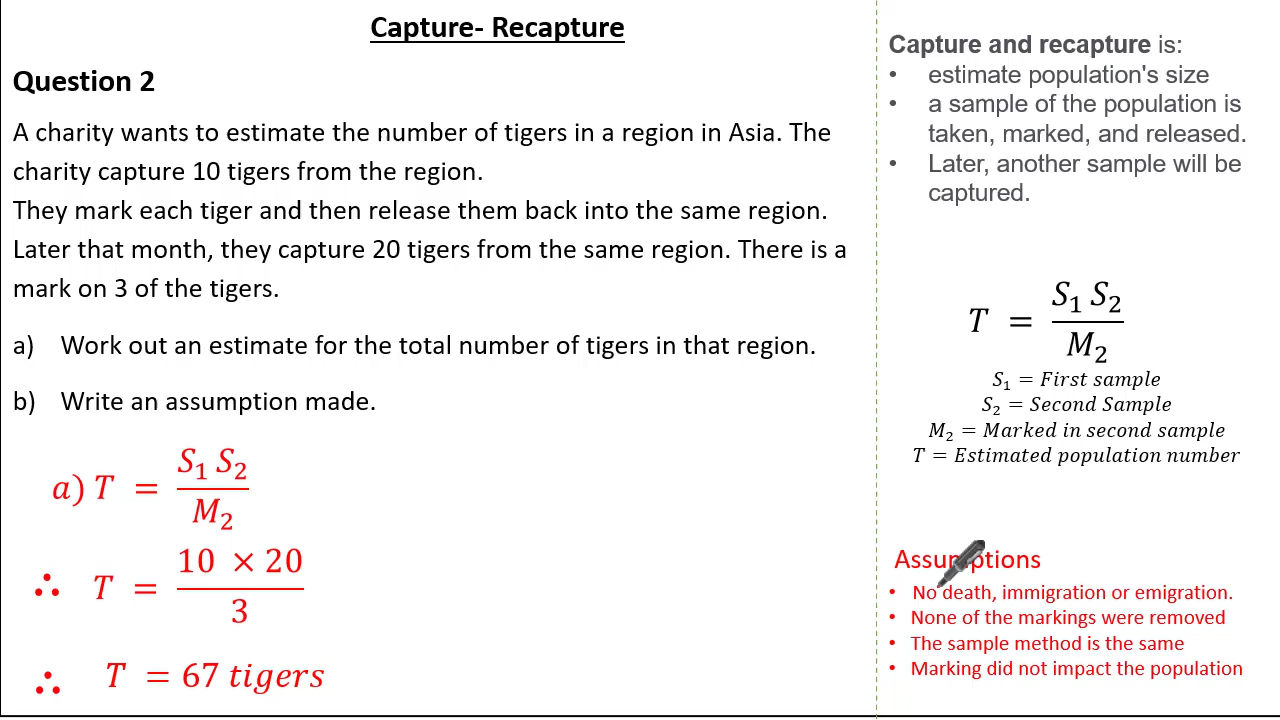 Capture- Recapture
Question 2
A charity wants to estimate the number of tigers in a region in Asia. The
charity capture 10 tigers from the region.
They mark each tiger and then release them back into the same region.
Later that month, they capture 20 tigers from the same region. There is a
mark on 3 of the tigers.
a) Work out an estimate for the total number of tigers in that region.
b) Write an assumption made.
a) T = S₁ S₂ / M₂
∴ T = 10 × 20 / 3
∴ T = 67 tigers
Capture and recapture is:
• estimate population's size
• a sample of the population is
taken, marked, and released.
• Later, another sample will be
captured.
T = S₁ S₂ / M₂
S₁ = First sample
S₂ = Second Sample
M₂ = Marked in second sample
T = Estimated population number
Assumptions
• No death, immigration or emigration.
• None of the markings were removed
• The sample method is the same
• Marking did not impact the population